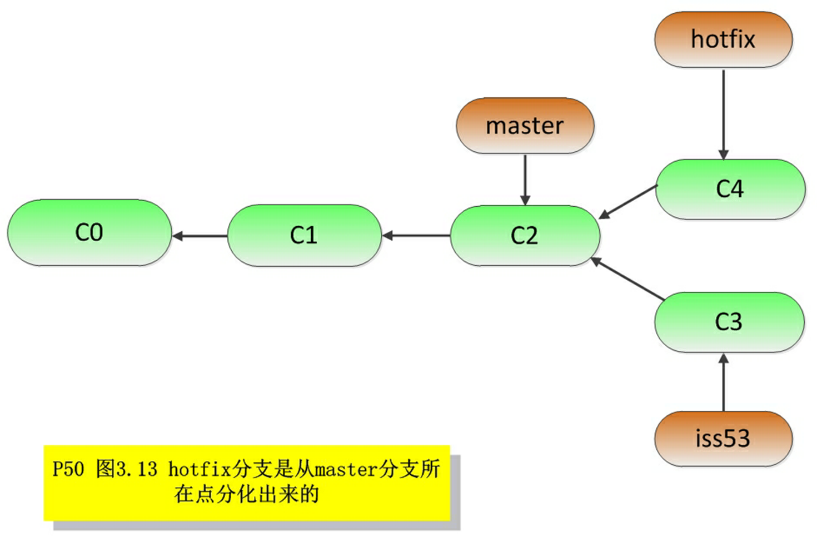 hotfix
master
C4
C0
C1
C2
C3
iss53
P50 图3.13 hotfix分支是从master分支所
在点分化出来的